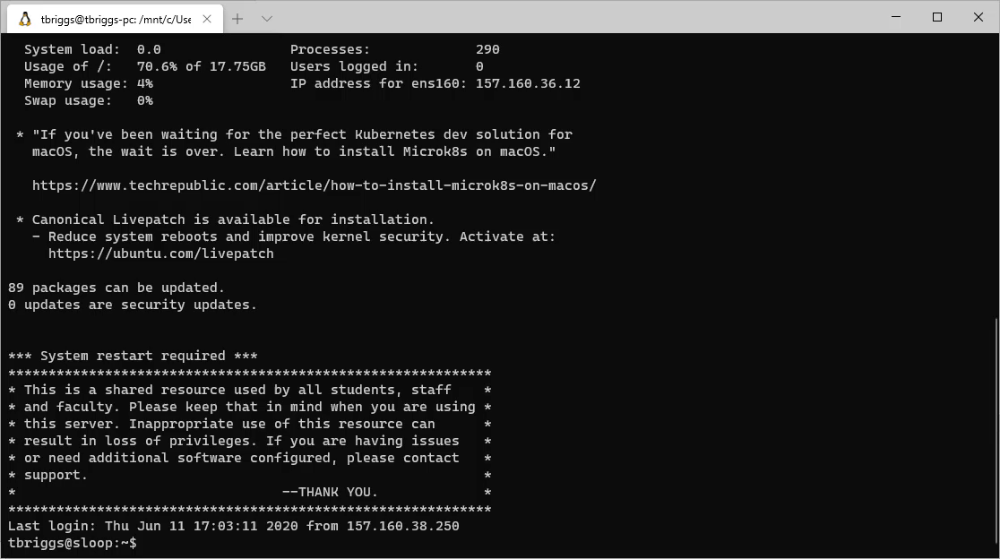 tbriggs@tbriggs-pc: /mnt/c/Use
System load:  0.0                Processes:             290
Usage of /:   70.6% of 17.75GB   Users logged in:       0
Memory usage: 4%                 IP address for ens160: 157.160.36.12
Swap usage:   0%
* "If you've been waiting for the perfect Kubernetes dev solution for
macOS, the wait is over. Learn how to install Microk8s on macOS."
https://www.techrepublic.com/article/how-to-install-microk8s-on-macos/
* Canonical Livepatch is available for installation.
- Reduce system reboots and improve kernel security. Activate at:
https://ubuntu.com/livepatch
89 packages can be updated.
0 updates are security updates.
*** System restart required ***
************************************************************
* This is a shared resource used by all students, staff    *
* and faculty. Please keep that in mind when you are using *
* this server. Inappropriate use of this resource can      *
* result in loss of privileges. If you are having issues   *
* or need additional software configured, please contact   *
* support.                                                 *
*                                 --THANK YOU.             *
************************************************************
Last login: Thu Jun 11 17:03:11 2020 from 157.160.38.250
tbriggs@sloop:~$